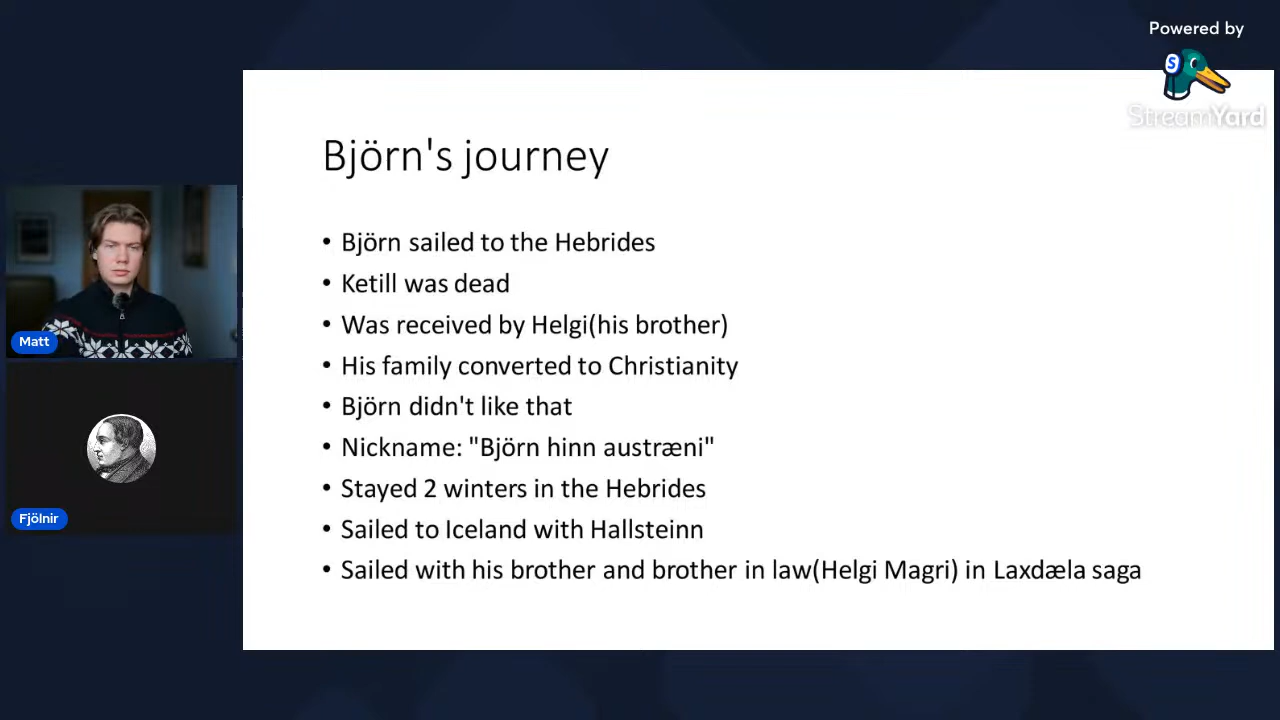 Powered by
StreamYard
Björn's journey
• Björn sailed to the Hebrides
• Ketill was dead
• Was received by Helgi(his brother)
• His family converted to Christianity
• Björn didn't like that
• Nickname: "Björn hinn austræni"
• Stayed 2 winters in the Hebrides
• Sailed to Iceland with Hallsteinn
• Sailed with his brother and brother in law(Helgi Magri) in Laxdæla saga
Matt
Fjölnir